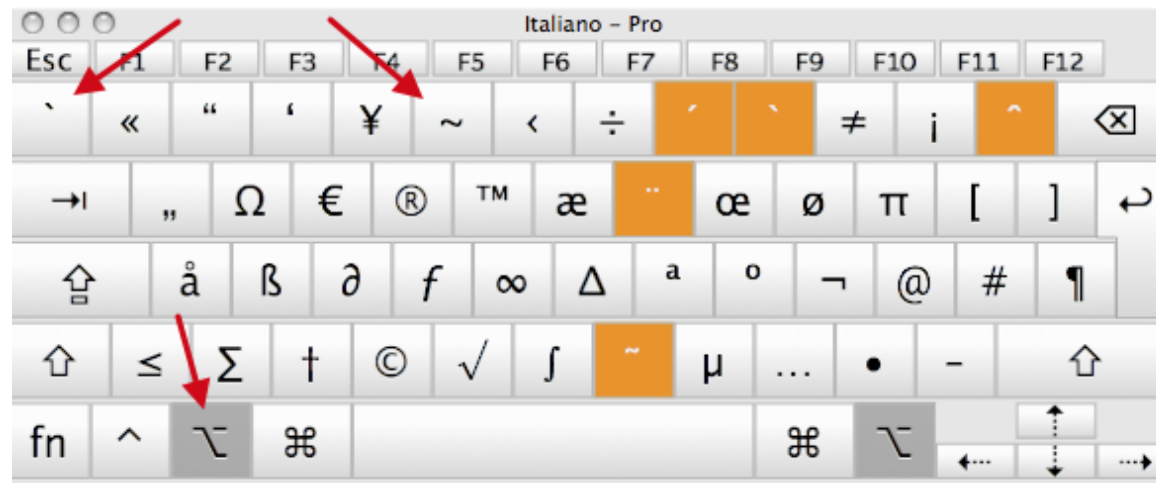 Italiano – Pro
Esc F1 F2 F3 F4 F5 F6 F7 F8 F9 F10 F11 F12
` « “ ‘ ¥ ~ ‹ ÷ ´ ` ≠ ¡ ˆ ⌫
⇥ „ Ω € ® ™ æ ¨ œ ø π [ ] ↩
⇪ å ß ∂ ƒ ∞ ∆ ª º ¬ @ # ¶
⇧ ≤ ∑ † © √ ∫ ˜ µ … • – ⇧
fn ^ ⌥ ⌘ ⌘ ⌥ ⇠ ⇡ ⇣ ⇢